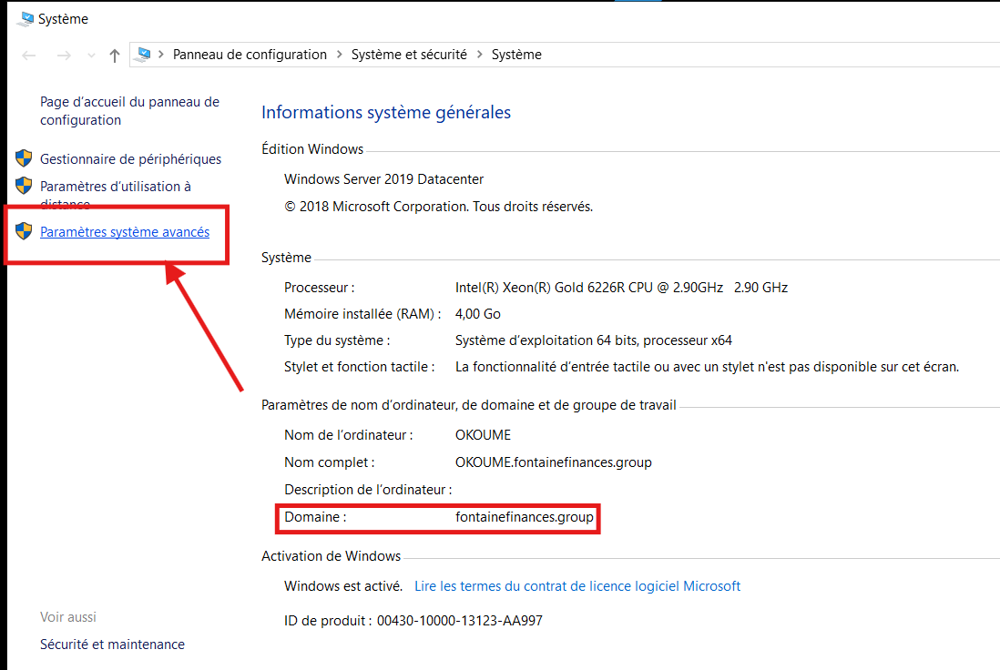 Système
Panneau de configuration > Système et sécurité > Système
Page d'accueil du panneau de
configuration
Gestionnaire de périphériques
Paramètres d'utilisation à
distance
Paramètres système avancés
Informations système générales
Édition Windows
Windows Server 2019 Datacenter
© 2018 Microsoft Corporation. Tous droits réservés.
Système
Processeur : Intel(R) Xeon(R) Gold 6226R CPU @ 2.90GHz 2.90 GHz
Mémoire installée (RAM) : 4,00 Go
Type du système : Système d'exploitation 64 bits, processeur x64
Stylet et fonction tactile : La fonctionnalité d'entrée tactile ou avec un stylet n'est pas disponible sur cet écran.
Paramètres de nom d'ordinateur, de domaine et de groupe de travail
Nom de l'ordinateur : OKOUME
Nom complet : OKOUME.fontainefinances.group
Description de l'ordinateur :
Domaine : fontainefinances.group
Activation de Windows
Windows est activé. Lire les termes du contrat de licence logiciel Microsoft
ID de produit : 00430-10000-13123-AA997
Voir aussi
Sécurité et maintenance